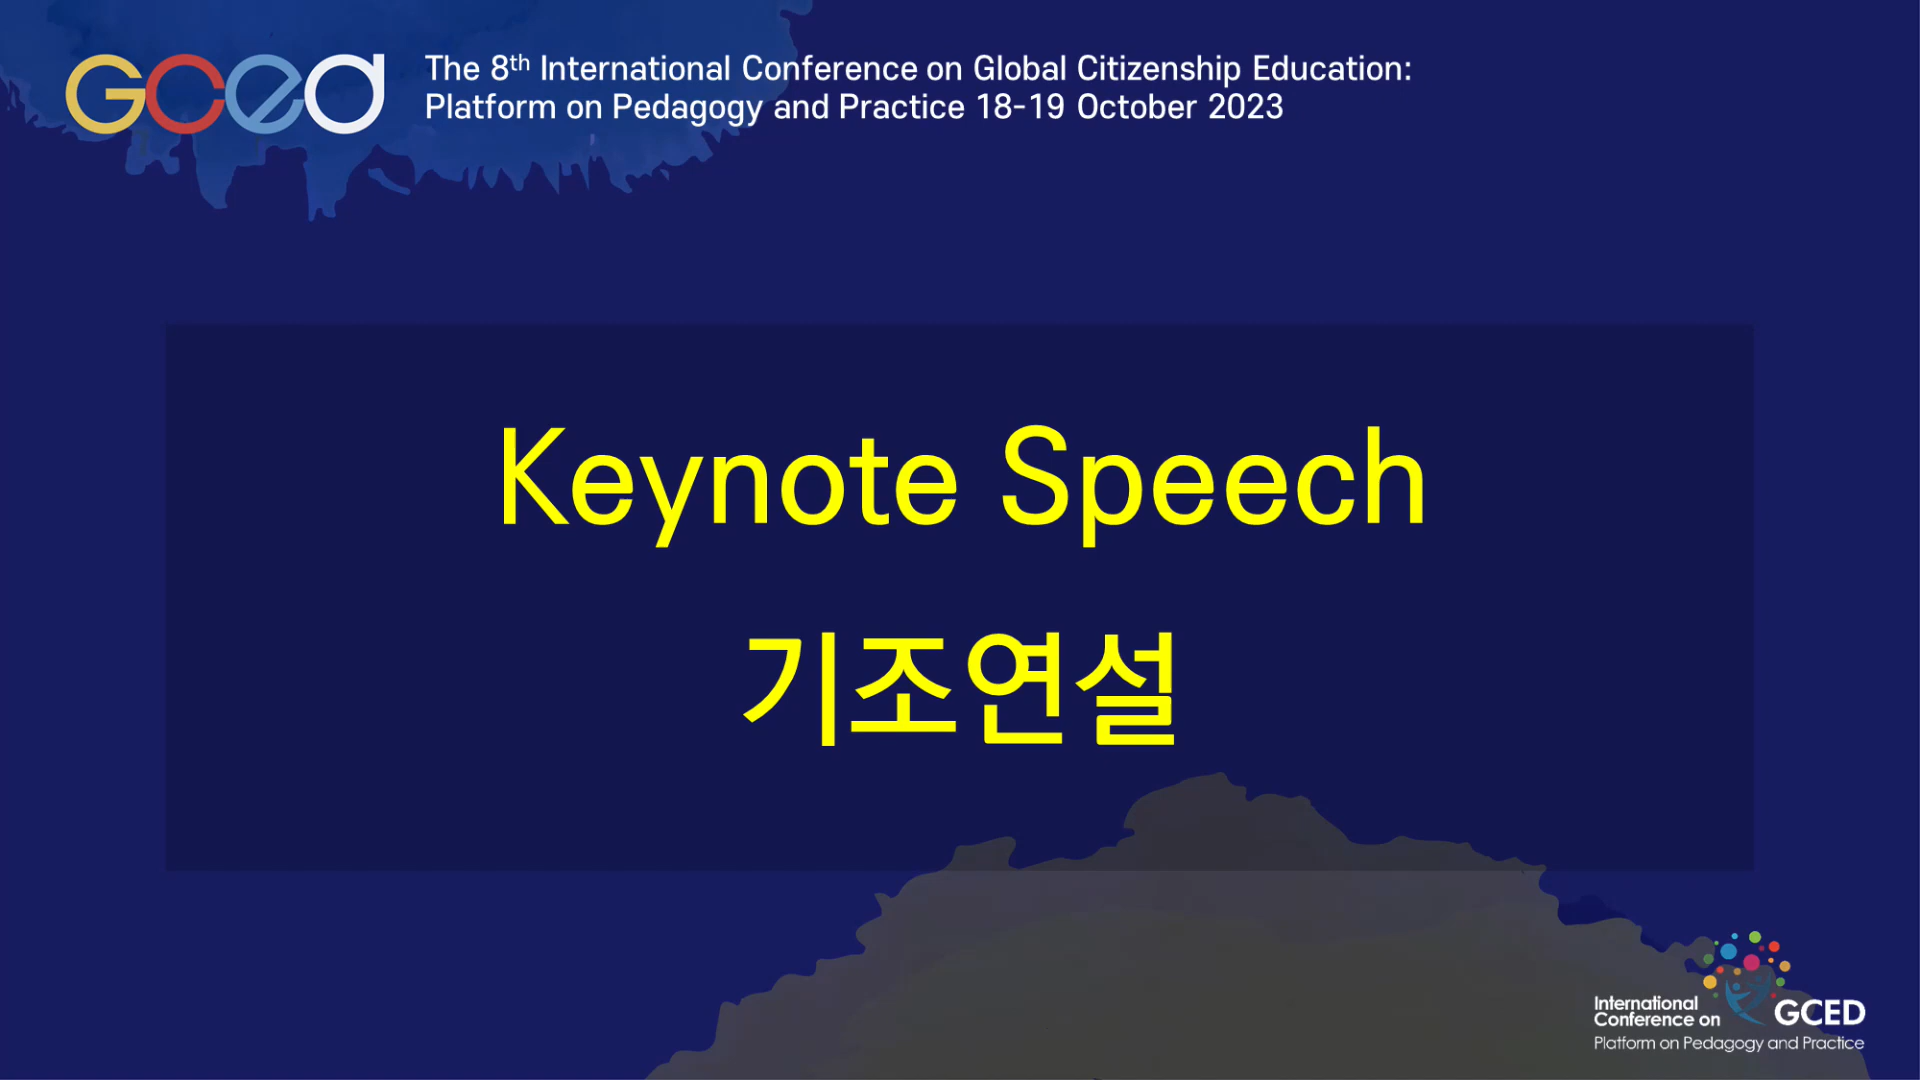 gced
The 8th International Conference on Global Citizenship Education:
Platform on Pedagogy and Practice 18-19 October 2023
Keynote Speech
기조연설
International
Conference on GCED
Platform on Pedagogy and Practice